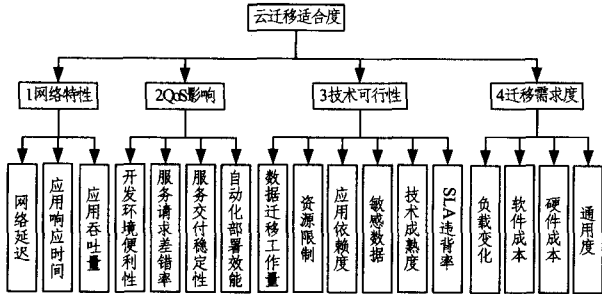 云迁移适合度
1网络特性
2QoS影响
3技术可行性
4迁移需求度
网络延迟
应用响应时间
应用吞吐量
开发环境便利性
服务请求差错率
服务交付稳定性
自动化部署效能
数据迁移工作量
资源限制
应用依赖度
敏感数据
技术成熟度
SLA违背率
负载变化
软件成本
硬件成本
通用度